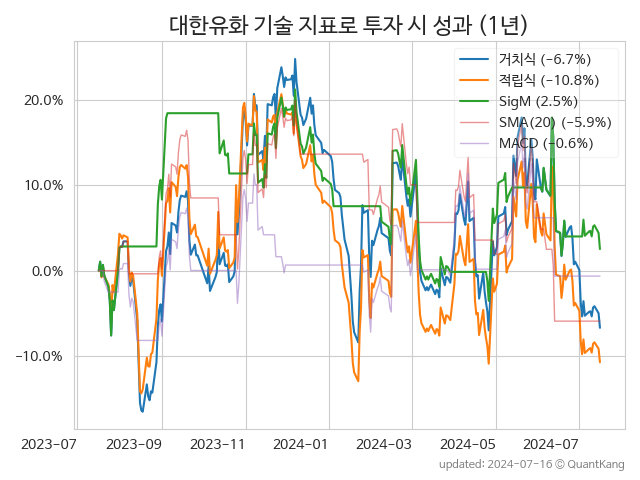 대한유화 기술 지표로 투자 시 성과 (1년)
거치식 (−6.7%)
적립식 (−10.8%)
SigM (2.5%)
SMA(20) (−5.9%)
MACD (−0.6%)
20.0%
10.0%
0.0%
−10.0%
2023-07 2023-09 2023-11 2024-01 2024-03 2024-05 2024-07
updated: 2024-07-16 © QuantKang